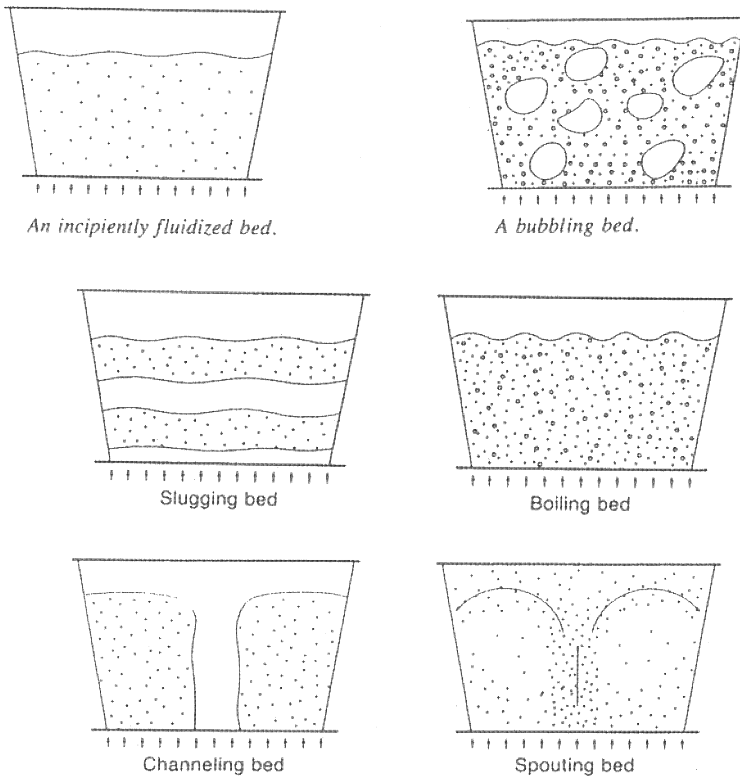 An incipiently fluidized bed.
A bubbling bed.
Slugging bed
Boiling bed
Channeling bed
Spouting bed